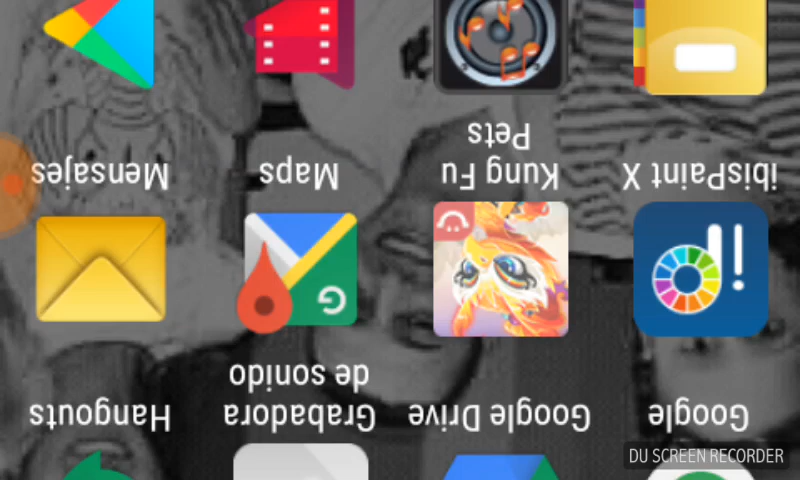 Google
Google Drive
Grabadora
de sonido
Hangouts
ibisPaint X
Kung Fu
Pets
Maps
Mensajes
DU SCREEN RECORDER